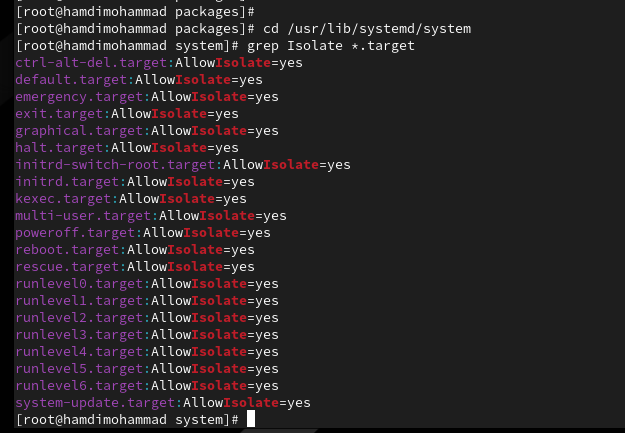 [root@hamdimohammad packages]#
[root@hamdimohammad packages]# cd /usr/lib/systemd/system
[root@hamdimohammad system]# grep Isolate *.target
ctrl-alt-del.target:AllowIsolate=yes
default.target:AllowIsolate=yes
emergency.target:AllowIsolate=yes
exit.target:AllowIsolate=yes
graphical.target:AllowIsolate=yes
halt.target:AllowIsolate=yes
initrd-switch-root.target:AllowIsolate=yes
initrd.target:AllowIsolate=yes
kexec.target:AllowIsolate=yes
multi-user.target:AllowIsolate=yes
poweroff.target:AllowIsolate=yes
reboot.target:AllowIsolate=yes
rescue.target:AllowIsolate=yes
runlevel0.target:AllowIsolate=yes
runlevel1.target:AllowIsolate=yes
runlevel2.target:AllowIsolate=yes
runlevel3.target:AllowIsolate=yes
runlevel4.target:AllowIsolate=yes
runlevel5.target:AllowIsolate=yes
runlevel6.target:AllowIsolate=yes
system-update.target:AllowIsolate=yes
[root@hamdimohammad system]#